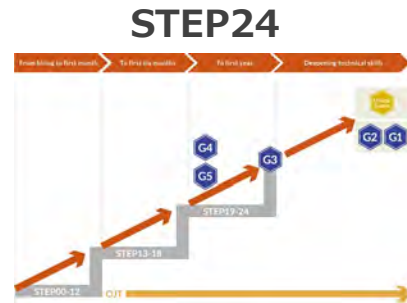 STEP24
From hiring to first month
To first six months
To first year
Deepening technical skills
G4
G5
G3
G2
G1
STEP19-24
STEP13-18
STEP00-12
OJT